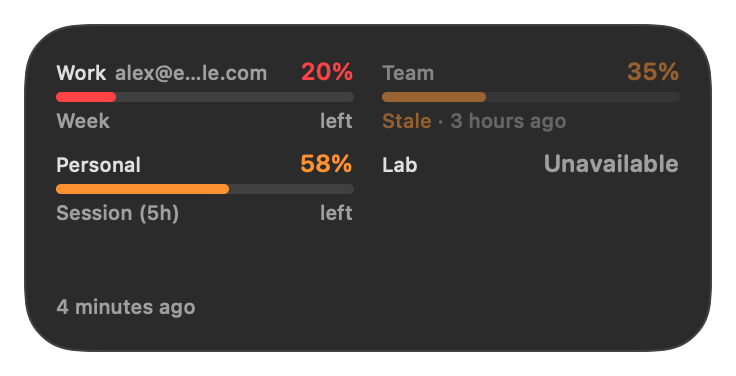 Work alex@e...le.com 20%
Week left
Personal 58%
Session (5h) left
Team 35%
Stale · 3 hours ago
Lab Unavailable
4 minutes ago